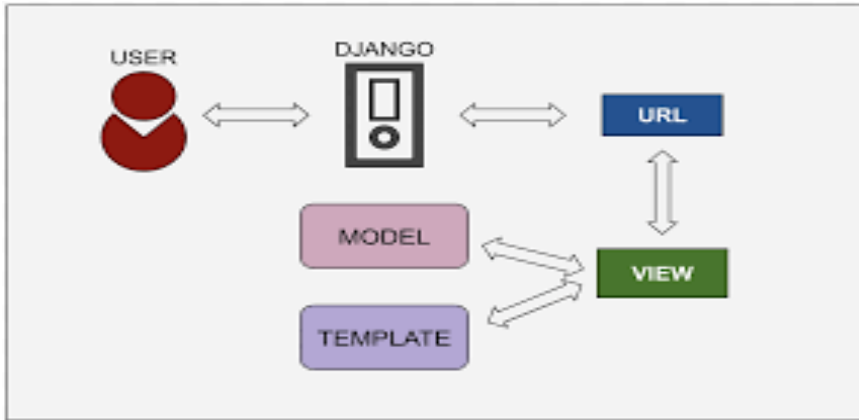 USER
DJANGO
URL
MODEL
VIEW
TEMPLATE